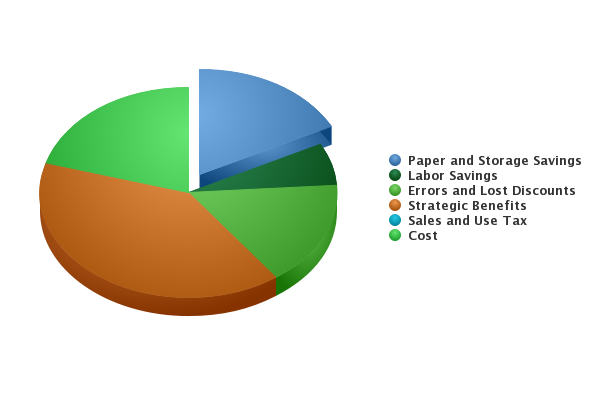 Paper and Storage Savings
Labor Savings
Errors and Lost Discounts
Strategic Benefits
Sales and Use Tax
Cost